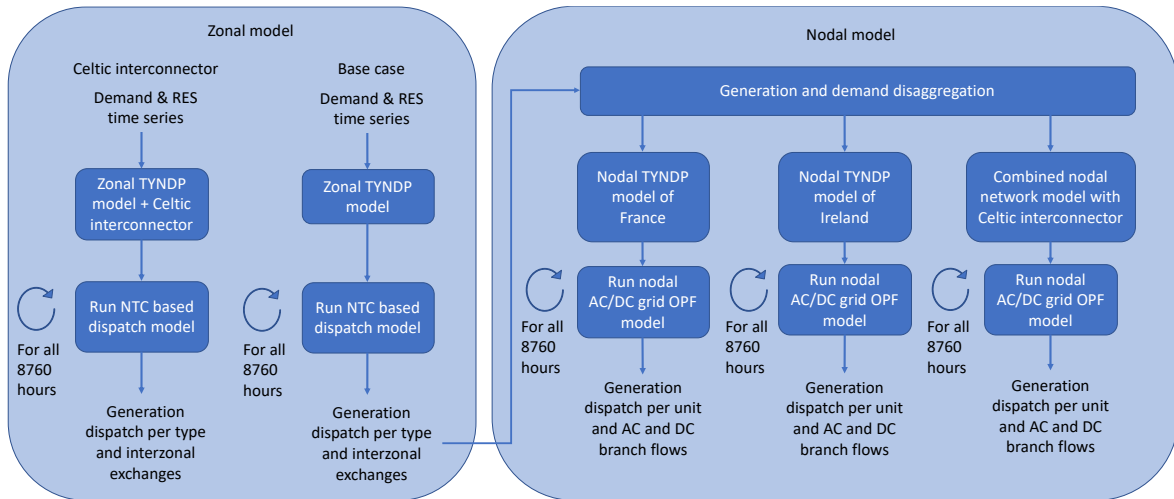 Zonal model
Celtic interconnector
Demand & RES
time series
Zonal TYNDP
model + Celtic
interconnector
Run NTC based
dispatch model
For all
8760
hours
Generation
dispatch per type
and interzonal
exchanges
Base case
Demand & RES
time series
Zonal TYNDP
model
Run NTC based
dispatch model
For all
8760
hours
Generation
dispatch per type
and interzonal
exchanges
Nodal model
Generation and demand disaggregation
Nodal TYNDP
model of
France
Run nodal
AC/DC grid OPF
model
For all
8760
hours
Generation
dispatch per unit
and AC and DC
branch flows
Nodal TYNDP
model of
Ireland
Run nodal
AC/DC grid OPF
model
For all
8760
hours
Generation
dispatch per unit
and AC and DC
branch flows
Combined nodal
network model with
Celtic interconnector
Run nodal
AC/DC grid OPF
model
For all
8760
hours
Generation
dispatch per unit
and AC and DC
branch flows